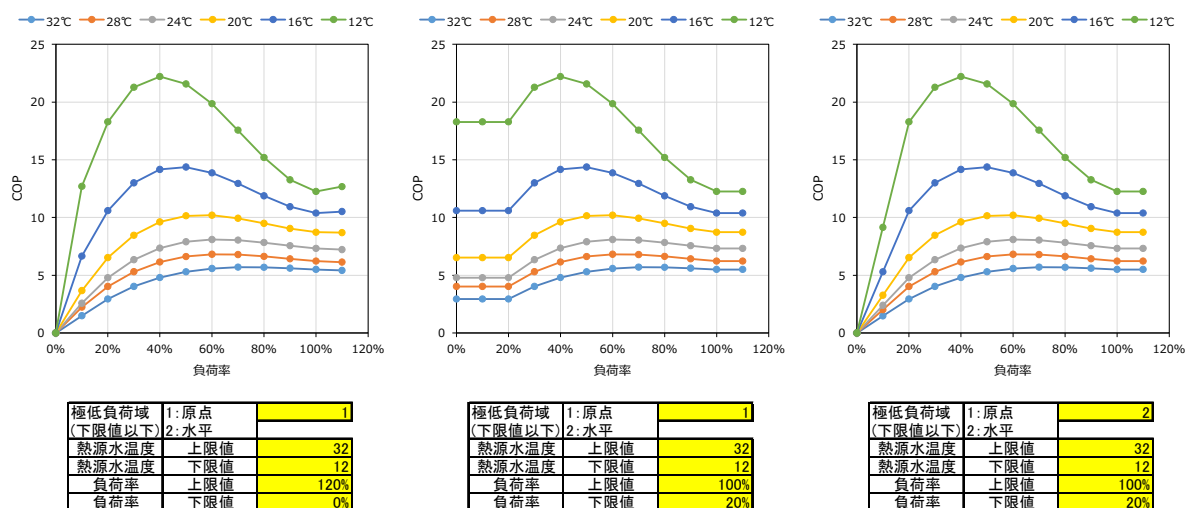 32℃ 28℃ 24℃ 20℃ 16℃ 12℃
25
20
15
10
5
0
COP
0% 20% 40% 60% 80% 100% 120%
負荷率
極低負荷域 1:原点 1
(下限値以下) 2:水平
熱源水温度 上限値 32
熱源水温度 下限値 12
負荷率 上限値 120%
負荷率 下限値 0%
32℃ 28℃ 24℃ 20℃ 16℃ 12℃
25
20
15
10
5
0
COP
0% 20% 40% 60% 80% 100% 120%
負荷率
極低負荷域 1:原点 1
(下限値以下) 2:水平
熱源水温度 上限値 32
熱源水温度 下限値 12
負荷率 上限値 100%
負荷率 下限値 20%
32℃ 28℃ 24℃ 20℃ 16℃ 12℃
25
20
15
10
5
0
COP
0% 20% 40% 60% 80% 100% 120%
負荷率
極低負荷域 1:原点 2
(下限値以下) 2:水平
熱源水温度 上限値 32
熱源水温度 下限値 12
負荷率 上限値 100%
負荷率 下限値 20%